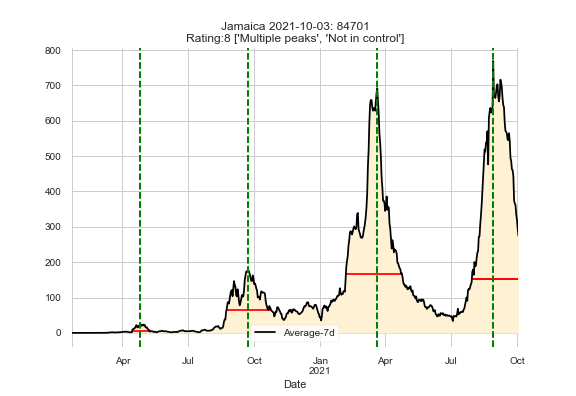 Jamaica 2021-10-03: 84701
Rating:8 ['Multiple peaks', 'Not in control']
800
700
600
500
400
300
200
100
0
Average-7d
Apr
Jul
Oct
Jan
2021
Apr
Jul
Oct
Date